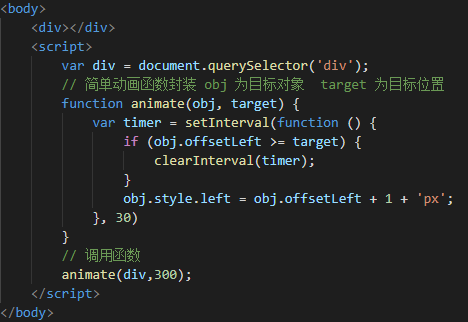 <body>
<div></div>
<script>
var div = document.querySelector('div');
// 简单动画函数封装 obj 为目标对象  target 为目标位置
function animate(obj, target) {
var timer = setInterval(function () {
if (obj.offsetLeft >= target) {
clearInterval(timer);
}
obj.style.left = obj.offsetLeft + 1 + 'px';
}, 30)
}
// 调用函数
animate(div,300);
</script>
</body>